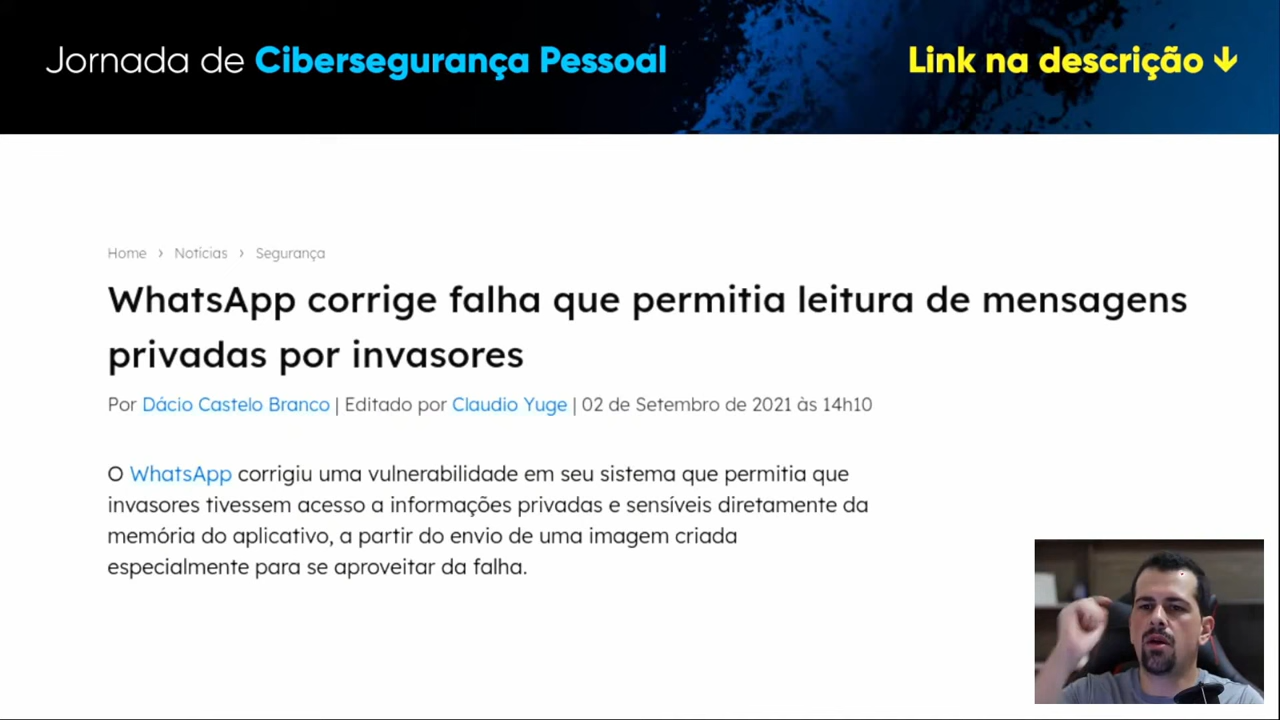 Jornada de Cibersegurança Pessoal
Link na descrição ↓
Home › Notícias › Segurança
WhatsApp corrige falha que permitia leitura de mensagens
privadas por invasores
Por Dácio Castelo Branco | Editado por Claudio Yuge | 02 de Setembro de 2021 às 14h10
O WhatsApp corrigiu uma vulnerabilidade em seu sistema que permitia que
invasores tivessem acesso a informações privadas e sensíveis diretamente da
memória do aplicativo, a partir do envio de uma imagem criada
especialmente para se aproveitar da falha.